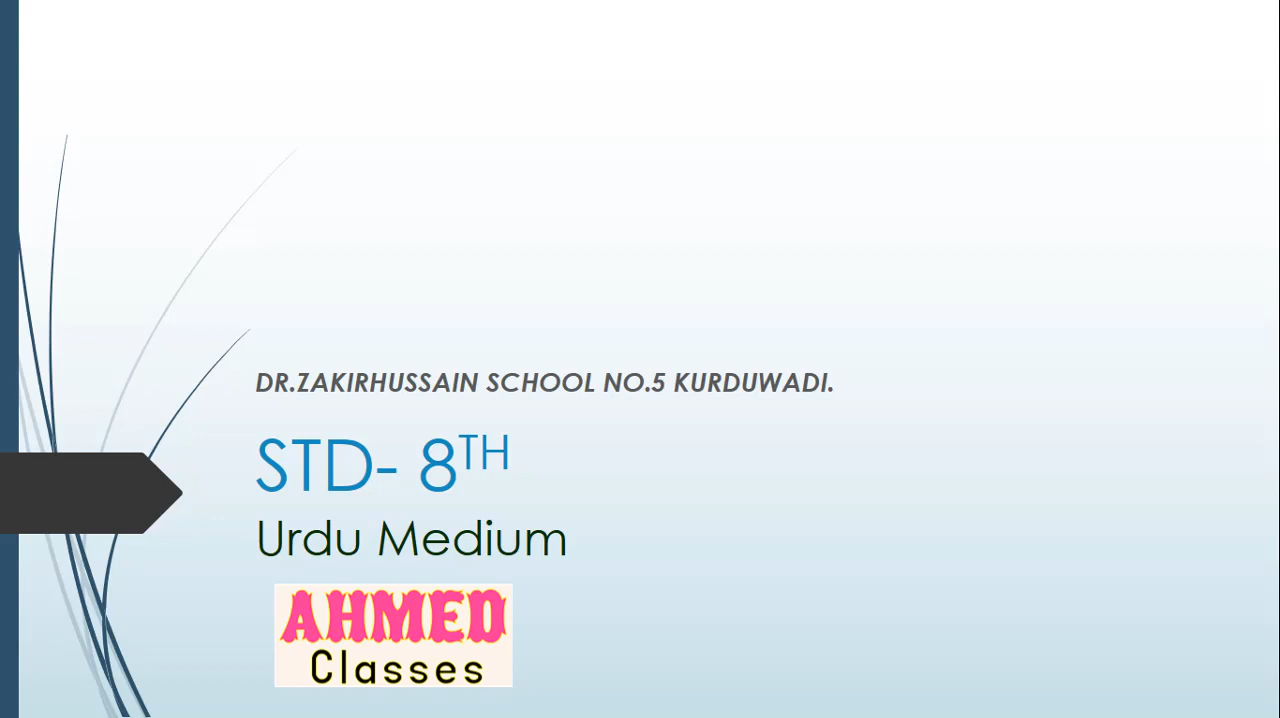 DR.ZAKIRHUSSAIN SCHOOL NO.5 KURDUWADI.
STD- 8TH
Urdu Medium
AHMED
Classes